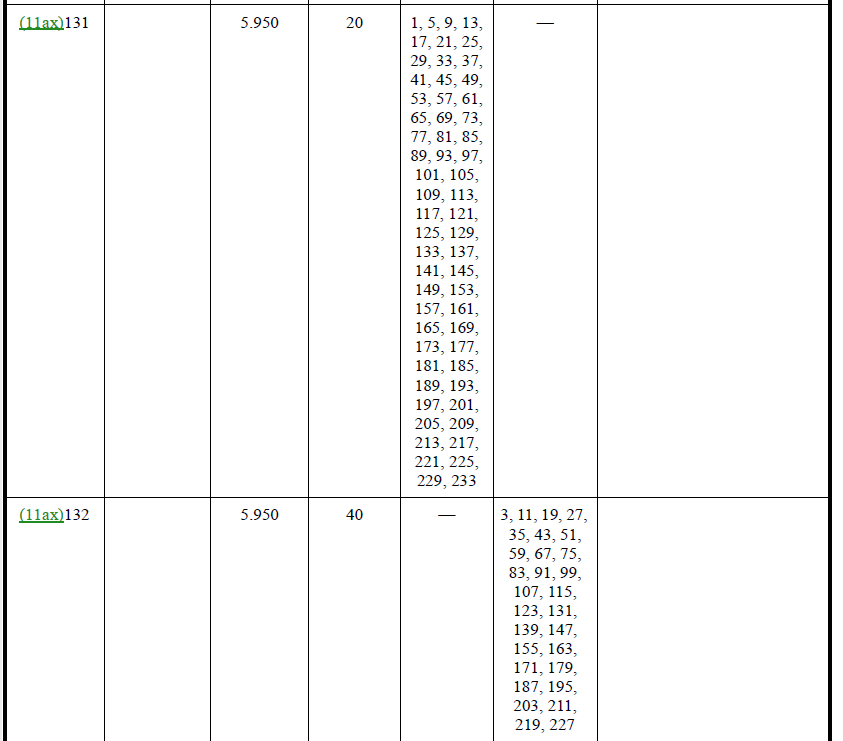 (11ax)131 5.950 20 1, 5, 9, 13, —
17, 21, 25,
29, 33, 37,
41, 45, 49,
53, 57, 61,
65, 69, 73,
77, 81, 85,
89, 93, 97,
101, 105,
109, 113,
117, 121,
125, 129,
133, 137,
141, 145,
149, 153,
157, 161,
165, 169,
173, 177,
181, 185,
189, 193,
197, 201,
205, 209,
213, 217,
221, 225,
229, 233
(11ax)132 5.950 40 — 3, 11, 19, 27,
35, 43, 51,
59, 67, 75,
83, 91, 99,
107, 115,
123, 131,
139, 147,
155, 163,
171, 179,
187, 195,
203, 211,
219, 227